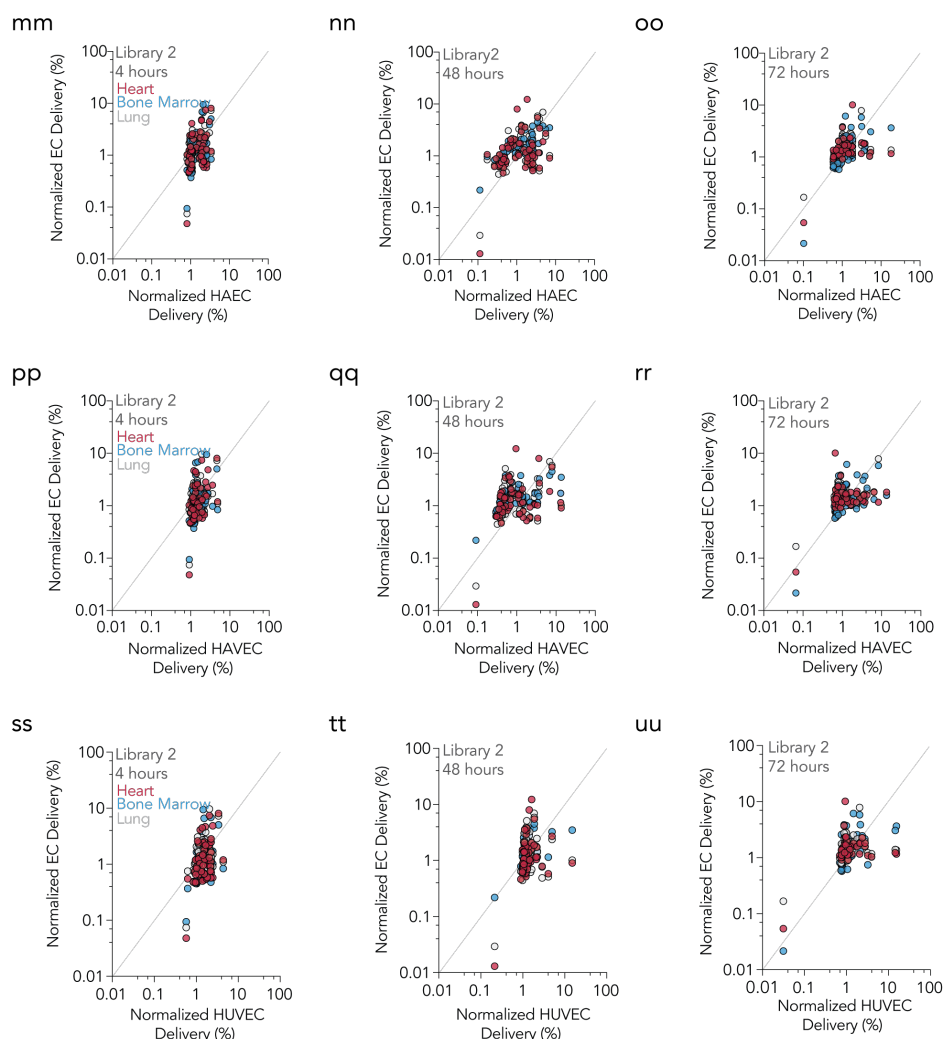 mm
Normalized EC Delivery (%)
100
10
1
0.1
0.01
Library 2
4 hours
Heart
Bone Marrow
Lung
0.01 0.1 1 10 100
Normalized HAEC
Delivery (%)
nn
Normalized EC Delivery (%)
100
10
1
0.1
0.01
Library2
48 hours
0.01 0.1 1 10 100
Normalized HAEC
Delivery (%)
oo
Normalized EC Delivery (%)
100
10
1
0.1
0.01
Library 2
72 hours
0.01 0.1 1 10 100
Normalized HAEC
Delivery (%)
pp
Normalized EC Delivery (%)
100
10
1
0.1
0.01
Library 2
4 hours
Heart
Bone Marrow
Lung
0.01 0.1 1 10 100
Normalized HAVEC
Delivery (%)
qq
Normalized EC Delivery (%)
100
10
1
0.1
0.01
Library 2
48 hours
0.01 0.1 1 10 100
Normalized HAVEC
Delivery (%)
rr
Normalized EC Delivery (%)
100
10
1
0.1
0.01
Library 2
72 hours
0.01 0.1 1 10 100
Normalized HAVEC
Delivery (%)
ss
Normalized EC Delivery (%)
100
10
1
0.1
0.01
Library 2
4 hours
Heart
Bone Marrow
Lung
0.01 0.1 1 10 100
Normalized HUVEC
Delivery (%)
tt
Normalized EC Delivery (%)
100
10
1
0.1
0.01
Library 2
48 hours
0.01 0.1 1 10 100
Normalized HUVEC
Delivery (%)
uu
Normalized EC Delivery (%)
100
10
1
0.1
0.01
Library 2
72 hours
0.01 0.1 1 10 100
Normalized HUVEC
Delivery (%)